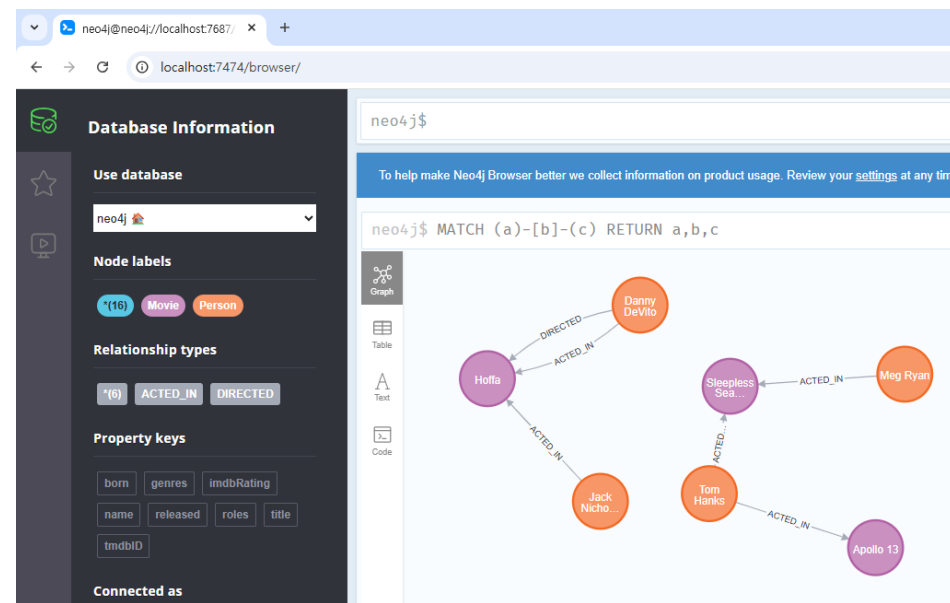 neo4j@neo4j://localhost:7687/
localhost:7474/browser/
Database Information
Use database
neo4j
Node labels
*(16) Movie Person
Relationship types
*(6) ACTED_IN DIRECTED
Property keys
born genres imdbRating
name released roles title
tmdbID
Connected as
neo4j$
To help make Neo4j Browser better we collect information on product usage. Review your settings at any tim
neo4j$ MATCH (a)-[b]-(c) RETURN a,b,c
Graph
Table
Text
Code
Danny
DeVito
DIRECTED
ACTED_IN
Hoffa
ACTED_IN
Jack
Nicho...
Sleepless
Sea...
ACTED_IN
Meg Ryan
ACTED...
Tom
Hanks
ACTED_IN
Apollo 13